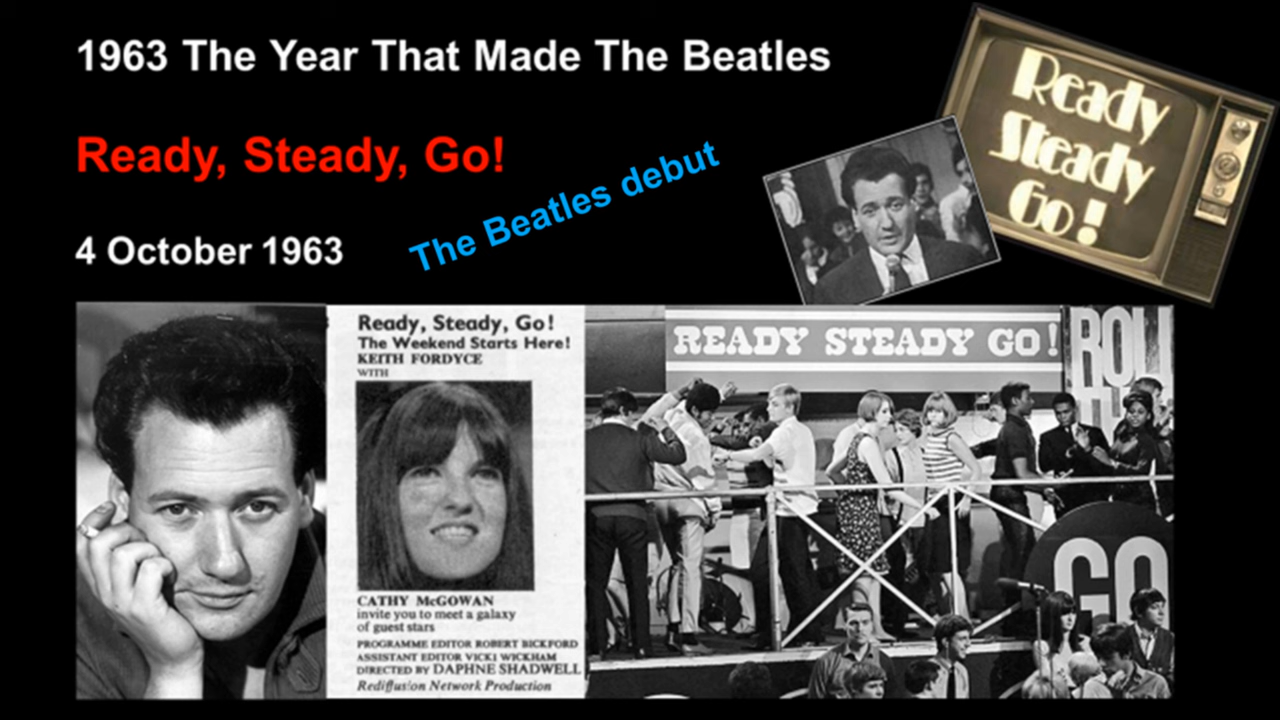 1963 The Year That Made The Beatles
Ready, Steady, Go!
The Beatles debut
4 October 1963
Ready
Steady
Go!
Ready, Steady, Go!
The Weekend Starts Here!
KEITH FORDYCE
WITH
CATHY McGOWAN
invite you to meet a galaxy
of guest stars
PROGRAMME EDITOR ROBERT BICKFORD
ASSISTANT EDITOR VICKI WICKHAM
DIRECTED BY DAPHNE SHADWELL
Rediffusion Network Production
READY STEADY GO!
GO